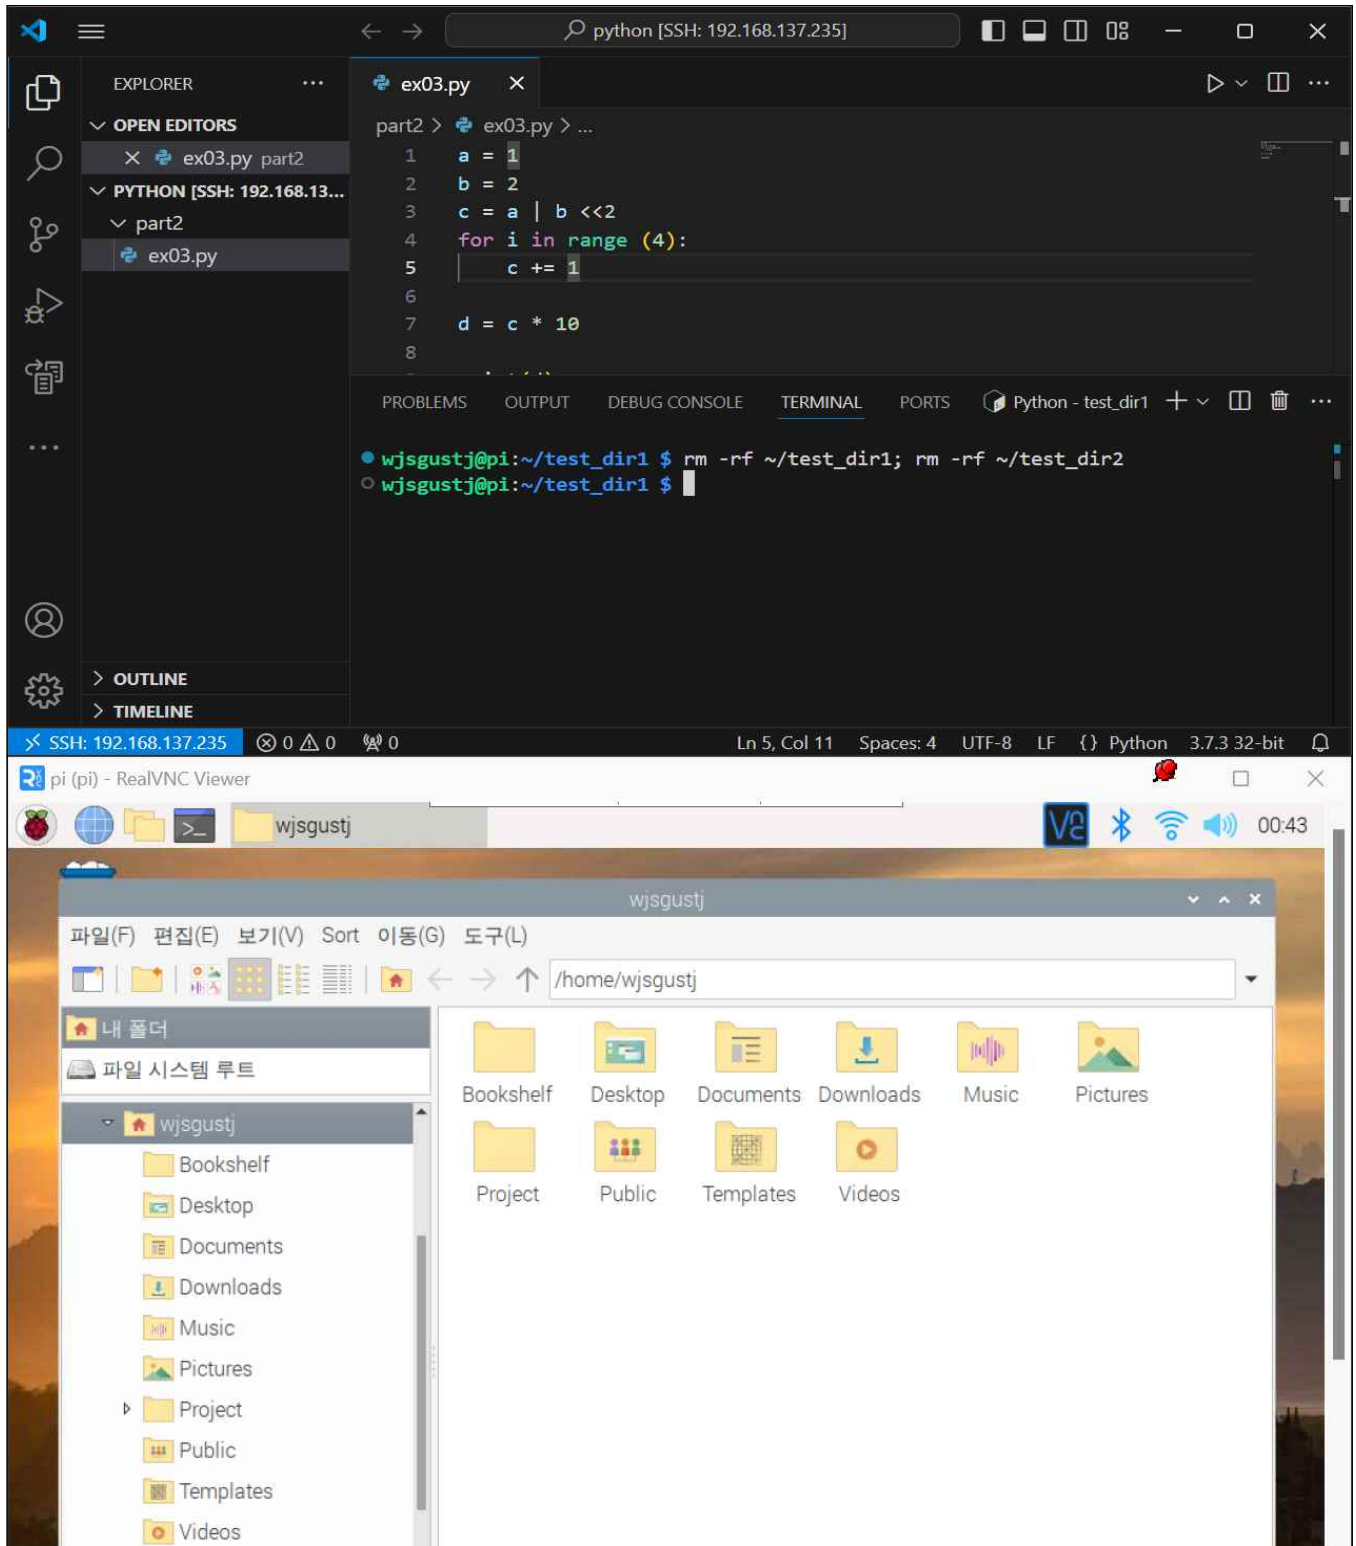 python [SSH: 192.168.137.235]
EXPLORER
ex03.py
OPEN EDITORS
ex03.py part2
PYTHON [SSH: 192.168.13...
part2
ex03.py
part2 > ex03.py > ...
1 a = 1
2 b = 2
3 c = a | b <<2
4 for i in range (4):
5 c += 1
6
7 d = c * 10
8
PROBLEMS OUTPUT DEBUG CONSOLE TERMINAL PORTS Python - test_dir1
wjsgustj@pi:~/test_dir1 $ rm -rf ~/test_dir1; rm -rf ~/test_dir2
wjsgustj@pi:~/test_dir1 $
OUTLINE
TIMELINE
SSH: 192.168.137.235 0 0 0 Ln 5, Col 11 Spaces: 4 UTF-8 LF {} Python 3.7.3 32-bit
pi (pi) - RealVNC Viewer
wjsgustj
00:43
wjsgustj
파일(F) 편집(E) 보기(V) Sort 이동(G) 도구(L)
/home/wjsgustj
내 폴더
파일 시스템 루트
wjsgustj
Bookshelf
Desktop
Documents
Downloads
Music
Pictures
Project
Public
Templates
Videos
Bookshelf Desktop Documents Downloads Music Pictures
Project Public Templates Videos